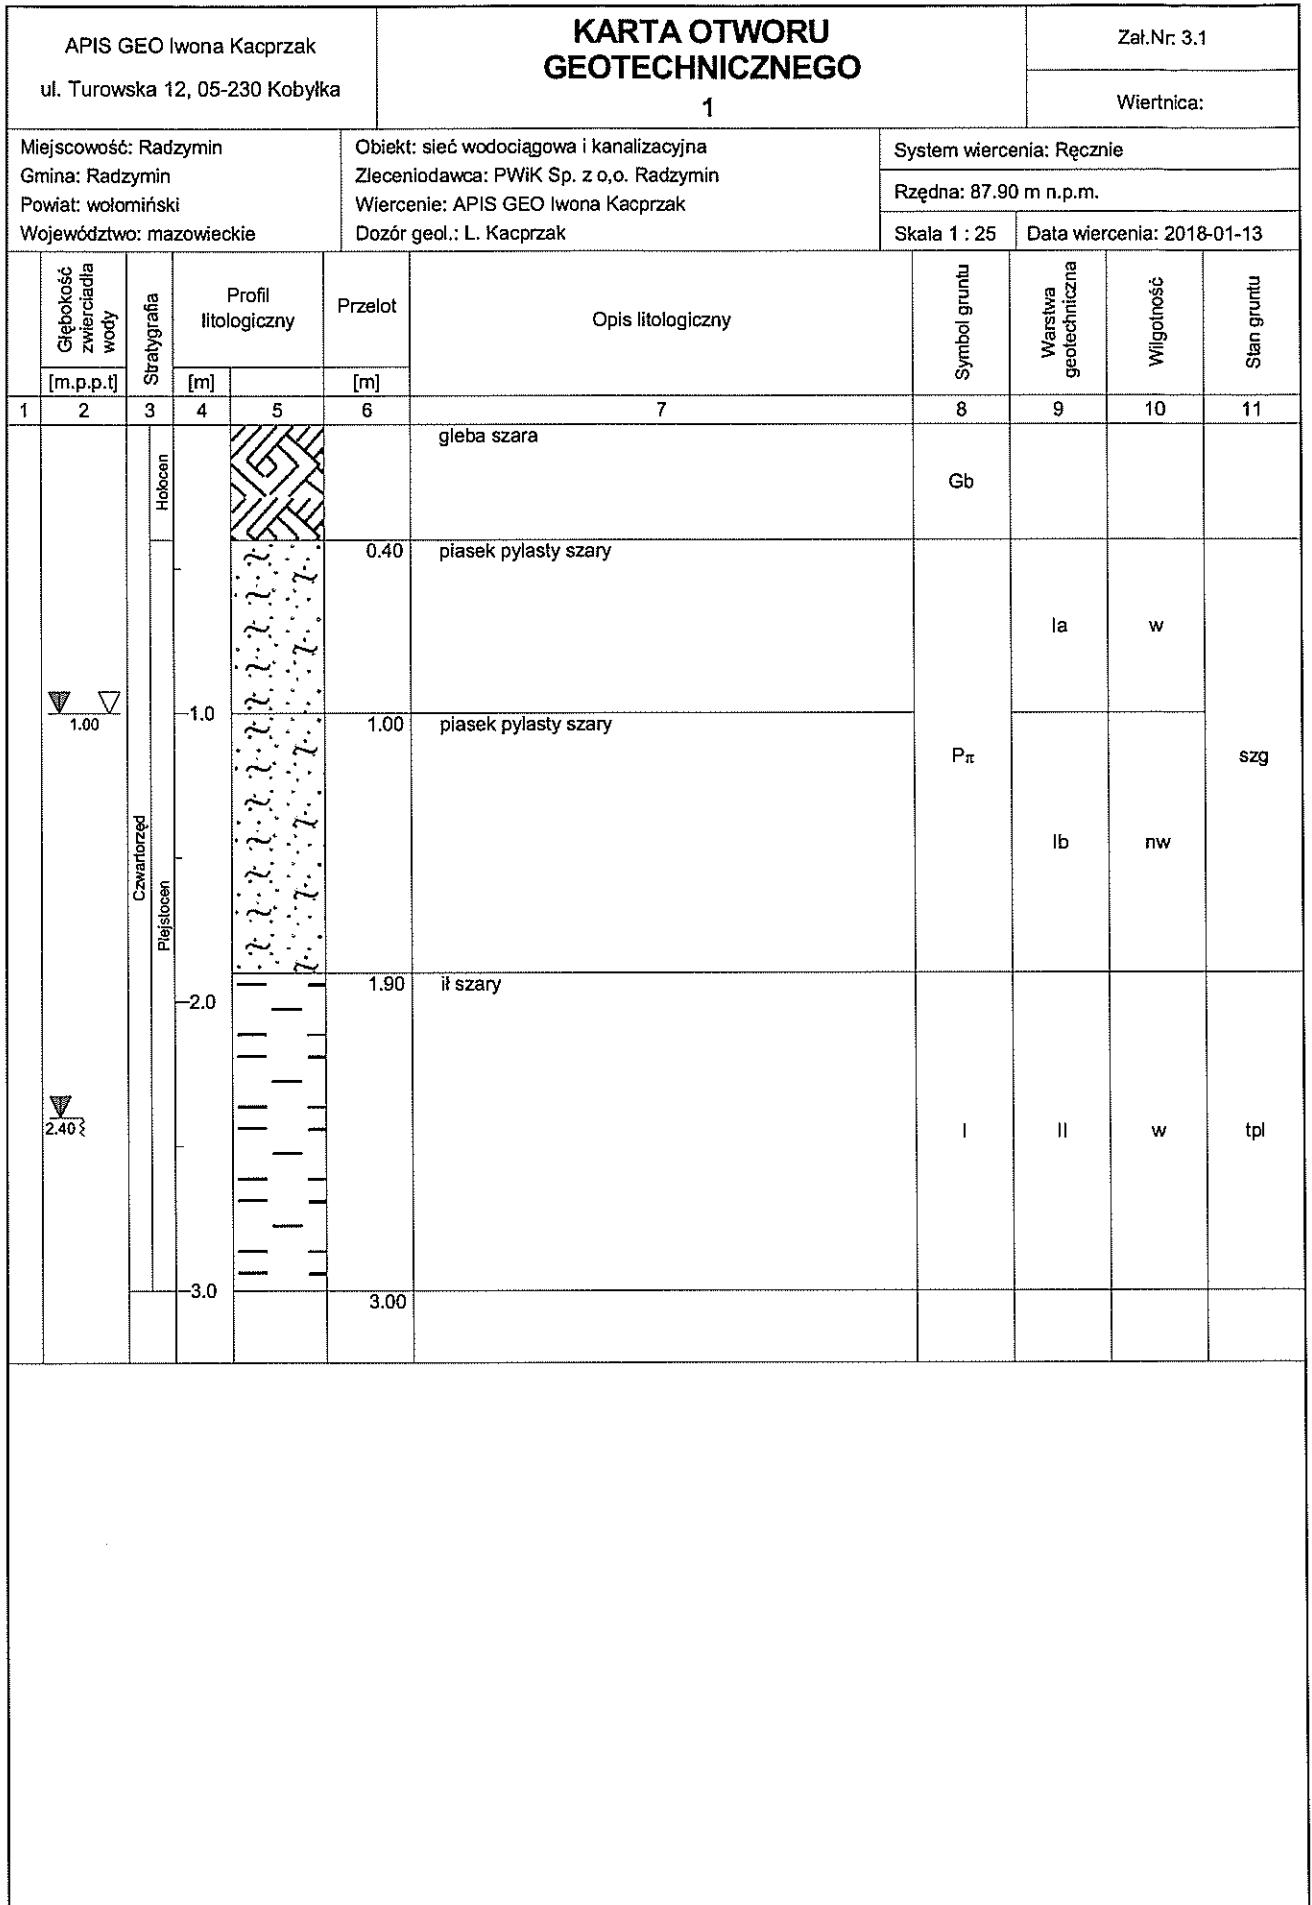 APIS GEO Iwona Kacprzak
ul. Turowska 12, 05-230 Kobyłka
KARTA OTWORU
GEOTECHNICZNEGO
1
Zał.Nr: 3.1
Wiertnica:
Miejscowość: Radzymin
Gmina: Radzymin
Powiat: wołomiński
Województwo: mazowieckie
Obiekt: sieć wodociągowa i kanalizacyjna
Zleceniodawca: PWiK Sp. z o,o. Radzymin
Wiercenie: APIS GEO Iwona Kacprzak
Dozór geol.: L. Kacprzak
System wiercenia: Ręcznie
Rzędna: 87.90 m n.p.m.
Skala 1 : 25
Data wiercenia: 2018-01-13
Głębokość
zwierciadła
wody
[m.p.p.t]
Stratygrafia
Profil
litologiczny
[m]
Przelot
[m]
Opis litologiczny
Symbol gruntu
Warstwa
geotechniczna
Wilgotność
Stan gruntu
1 2 3 4 5 6 7 8 9 10 11
Holocen
gleba szara
Gb
0.40 piasek pylasty szary
Ia w
1.00
1.0
1.00 piasek pylasty szary
Pπ
szg
Ib nw
Czwartorzęd
Plejstocen
1.90 ił szary
2.0
2.40
I II w tpl
3.0
3.00